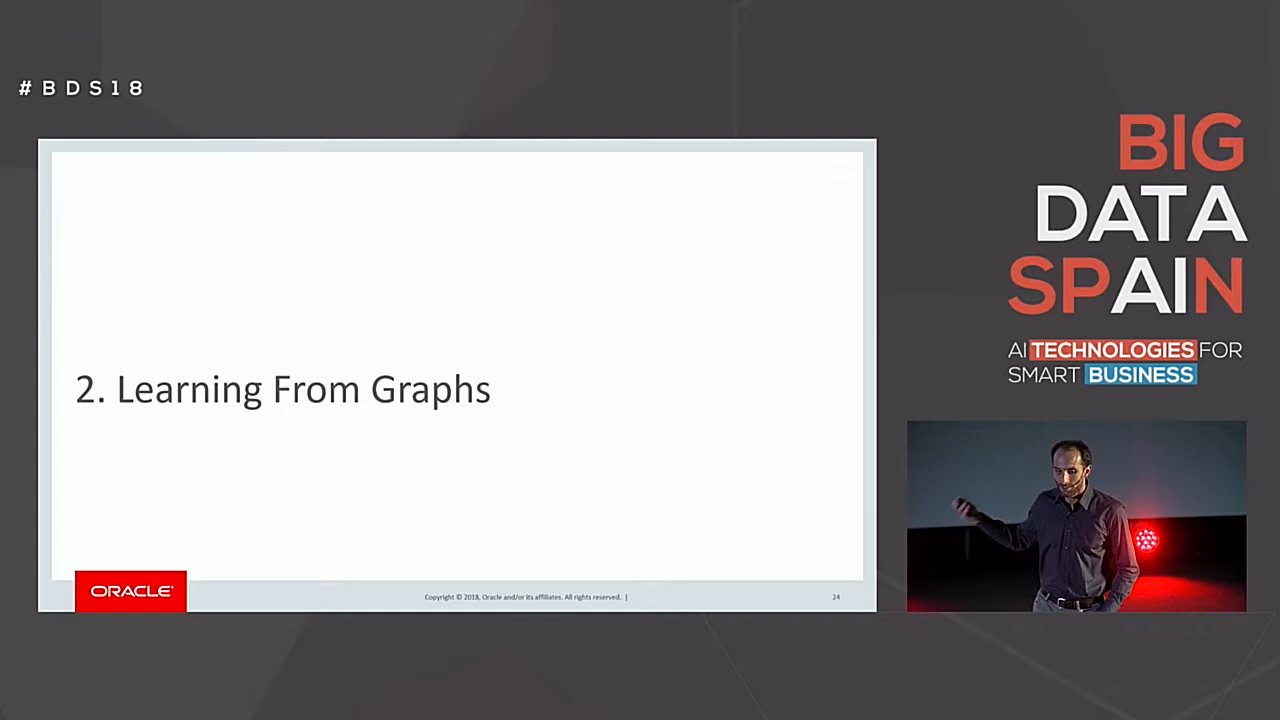 #BDS18
BIG
DATA
SPAIN
AI TECHNOLOGIES FOR
SMART BUSINESS
2. Learning From Graphs
ORACLE®
Copyright © 2018, Oracle and/or its affiliates. All rights reserved. |
24